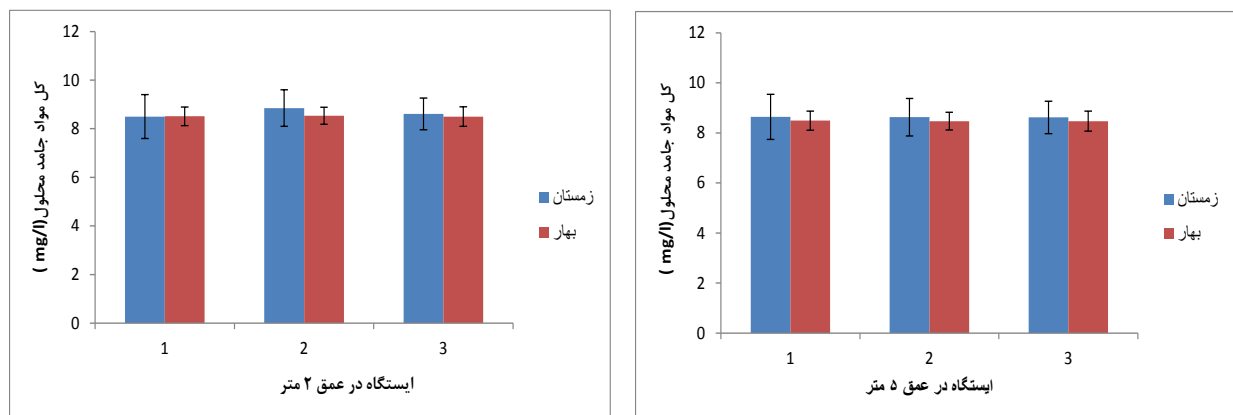 12
10
8
6
4
2
0
1
2
3
کل مواد جامد محلول(mg/l )
ایستگاه در عمق ۲ متر
زمستان
بهار
12
10
8
6
4
2
0
1
2
3
کل مواد جامد محلول(mg/l )
ایستگاه در عمق ۵ متر
زمستان
بهار